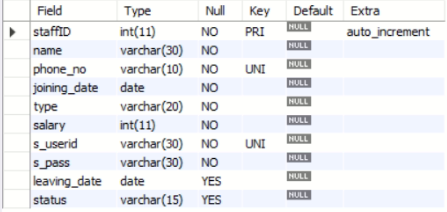 Field Type Null Key Default Extra
staffID int(11) NO PRI NULL auto_increment
name varchar(30) NO NULL
phone_no varchar(10) NO UNI NULL
joining_date date NO NULL
type varchar(20) NO NULL
salary int(11) NO NULL
s_userid varchar(30) NO UNI NULL
s_pass varchar(30) NO NULL
leaving_date date YES NULL
status varchar(15) YES NULL